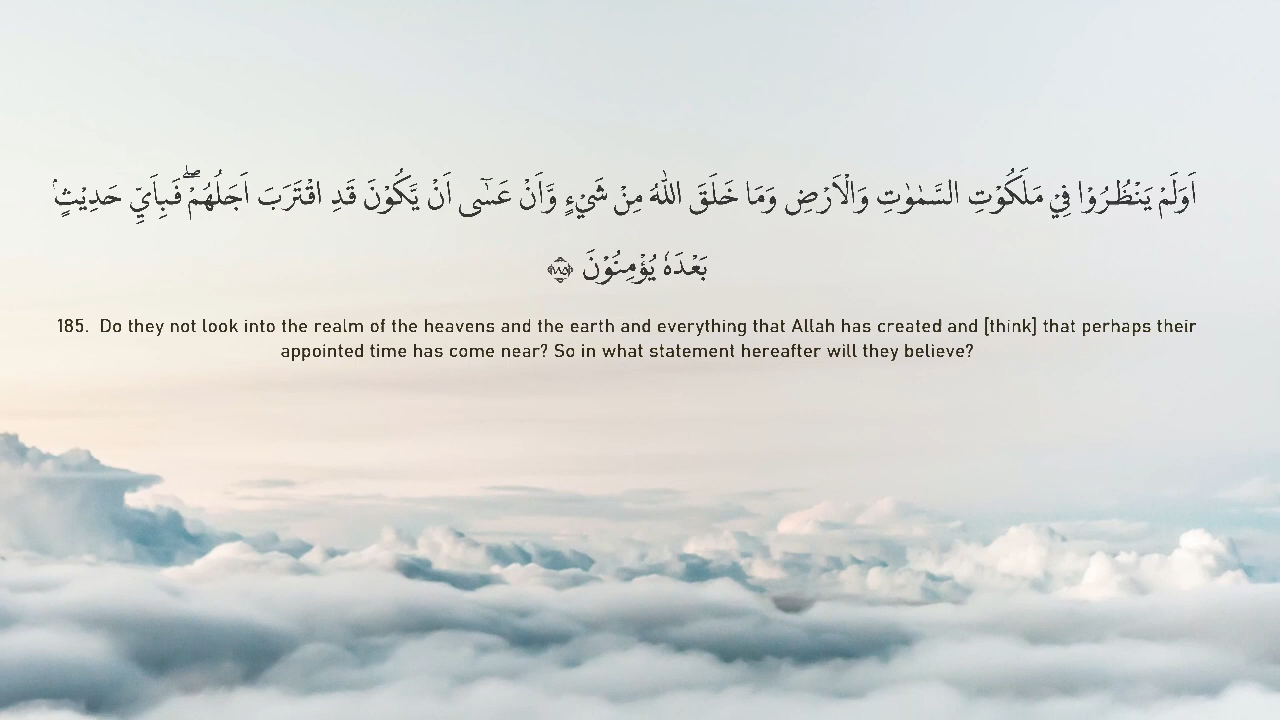 اَوَلَمْ يَنْظُرُوْا فِيْ مَلَكُوْتِ السَّمٰوٰتِ وَالْاَرْضِ وَمَا خَلَقَ اللّٰهُ مِنْ شَيْءٍ وَّاَنْ عَسٰٓى اَنْ يَّكُوْنَ قَدِ اقْتَرَبَ اَجَلُهُمْۖ فَبِاَيِّ حَدِيْثٍۢ
بَعْدَهٗ يُؤْمِنُوْنَ ١٨٥
185. Do they not look into the realm of the heavens and the earth and everything that Allah has created and [think] that perhaps their
appointed time has come near? So in what statement hereafter will they believe?